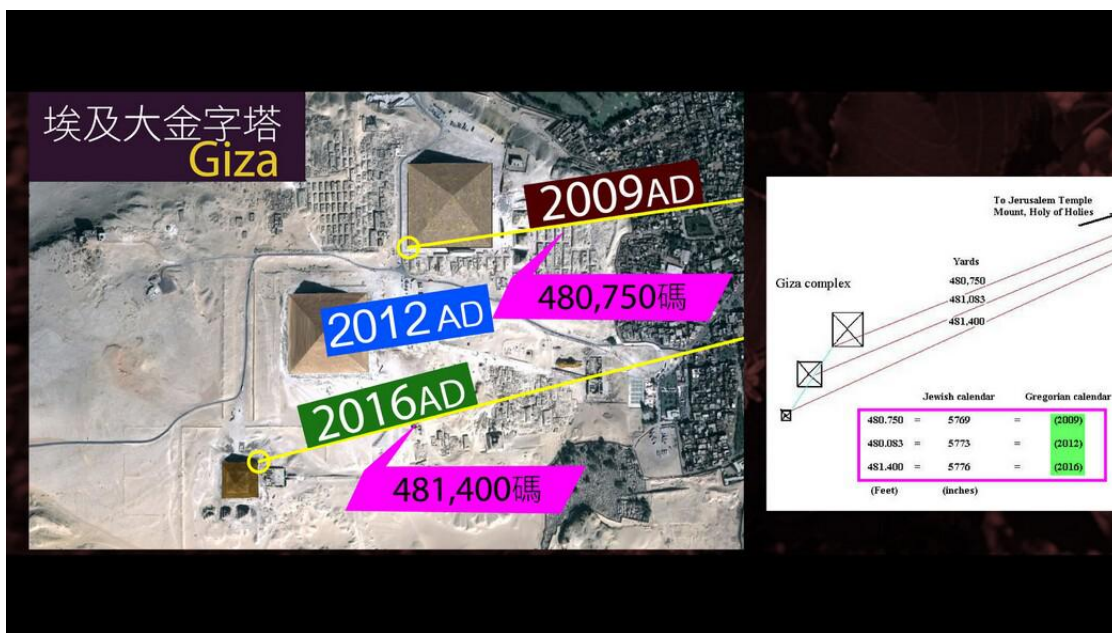 埃及大金字塔
Giza
2009AD
480,750碼
2012 AD
2016AD
481,400碼
To Jerusalem Temple
Mount, Holy of Holies
Yards
480,750
481,083
481,400
Giza complex
Jewish calendar Gregorian calendar
480.750 = 5769 = (2009)
480.083 = 5773 = (2012)
481.400 = 5776 = (2016)
(Feet) (inches)